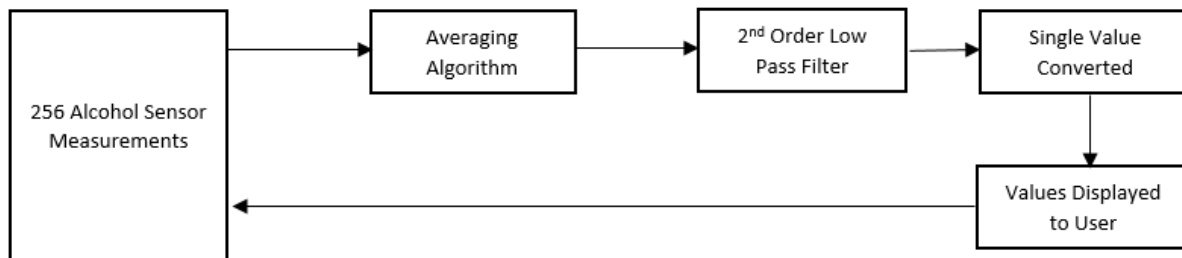 256 Alcohol Sensor
Measurements
Averaging
Algorithm
2nd Order Low
Pass Filter
Single Value
Converted
Values Displayed
to User